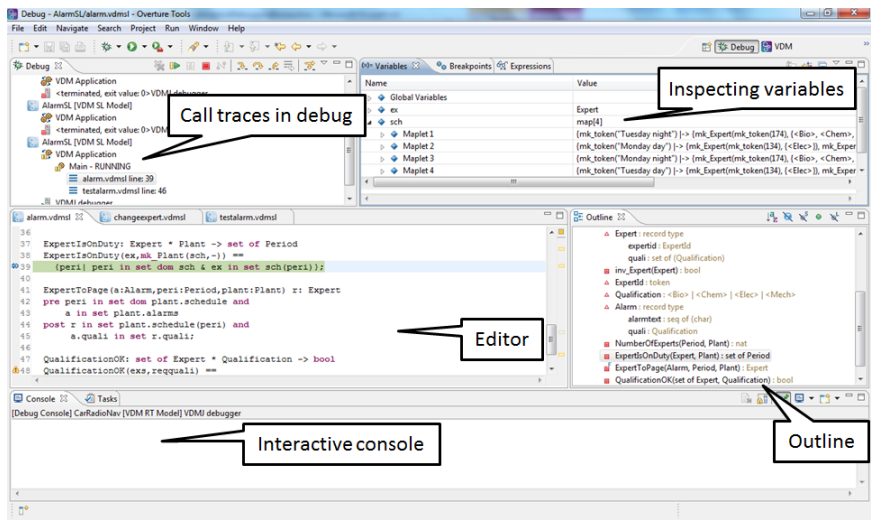 Debug - AlarmSL/alarm.vdmsl - Overture Tools
File Edit Navigate Search Project Run Window Help
Debug VDM
Debug
VDM Application
<terminated, exit value: 0>VDMJ debugger
AlarmSL [VDM SL Model]
VDM Application
<terminated, exit value: 0>VDM
AlarmSL [VDM SL Model]
VDM Application
Main - RUNNING
alarm.vdmsl line: 39
testalarm.vdmsl line: 46
VDMJ debugger
Call traces in debug
Variables Breakpoints Expressions
Name Value
Global Variables
ex Expert
sch map[4]
Maplet 1 {mk_token("Tuesday night") |-> {mk_Expert(mk_token(174), {<Bio>, <Chem>,
Maplet 2 {mk_token("Monday day") |-> {mk_Expert(mk_token(134), {<Elec>}), mk_Exper
Maplet 3 {mk_token("Tuesday night") |-> {mk_Expert(mk_token(174), {<Bio>, <Chem>,
Maplet 4 {mk_token("Monday day") |-> {mk_Expert(mk_token(134), {<Elec>}), mk_Exper
Inspecting variables
alarm.vdmsl changeexpert.vdmsl testalarm.vdmsl
36
37 ExpertIsOnDuty: Expert * Plant -> set of Period
38 ExpertIsOnDuty(ex,mk_Plant(sch,-)) ==
39 {peri| peri in set dom sch & ex in set sch(peri)};
40
41 ExpertToPage(a:Alarm,peri:Period,plant:Plant) r: Expert
42 pre peri in set dom plant.schedule and
43 a in set plant.alarms
44 post r in set plant.schedule(peri) and
45 a.quali in set r.quali;
46
47 QualificationOK: set of Expert * Qualification -> bool
48 QualificationOK(exs,reqquali) ==
Editor
Outline
Expert : record type
expertid : ExpertId
quali : set of (Qualification)
inv_Expert(Expert) : bool
ExpertId : token
Qualification : <Bio> | <Chem> | <Elec> | <Mech>
Alarm : record type
alarmtext : seq of (char)
quali : Qualification
NumberOfExperts(Period, Plant) : nat
ExpertIsOnDuty(Expert, Plant) : set of Period
ExpertToPage(Alarm, Period, Plant) : Expert
QualificationOK(set of Expert, Qualification) : bool
Outline
Console Tasks
[Debug Console] CarRadioNav [VDM RT Model] VDMJ debugger
Interactive console